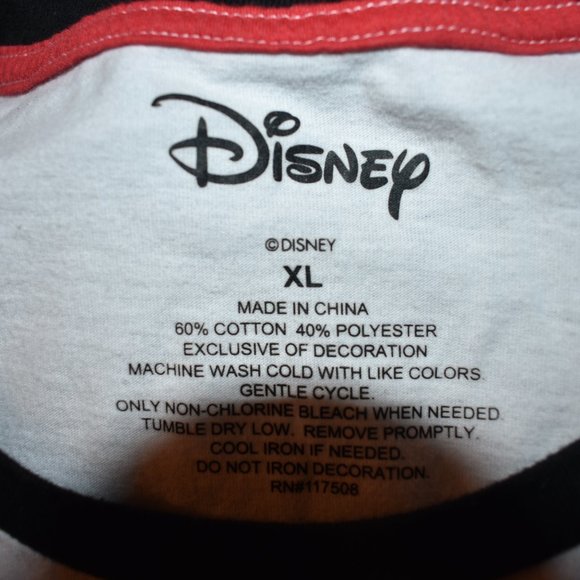 Disney
©DISNEY
XL
MADE IN CHINA
60% COTTON 40% POLYESTER
EXCLUSIVE OF DECORATION
MACHINE WASH COLD WITH LIKE COLORS.
GENTLE CYCLE.
ONLY NON-CHLORINE BLEACH WHEN NEEDED.
TUMBLE DRY LOW. REMOVE PROMPTLY.
COOL IRON IF NEEDED.
DO NOT IRON DECORATION.
RN#117508